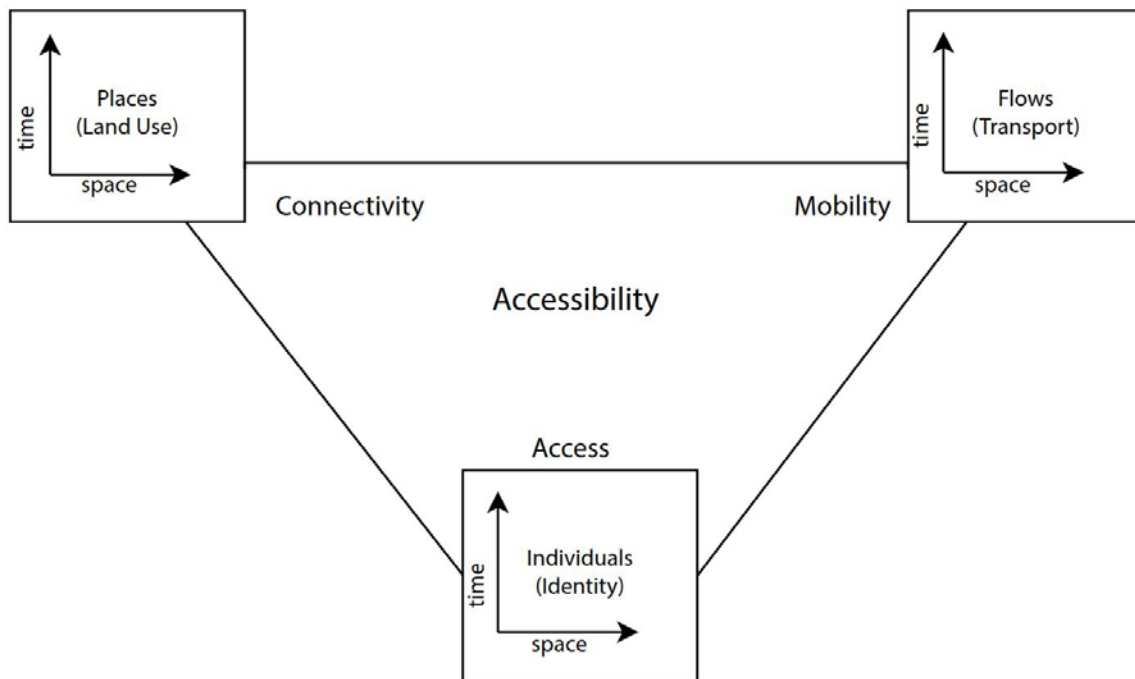 Places
(Land Use)
time
space
Flows
(Transport)
time
space
Connectivity
Mobility
Accessibility
Access
Individuals
(Identity)
time
space